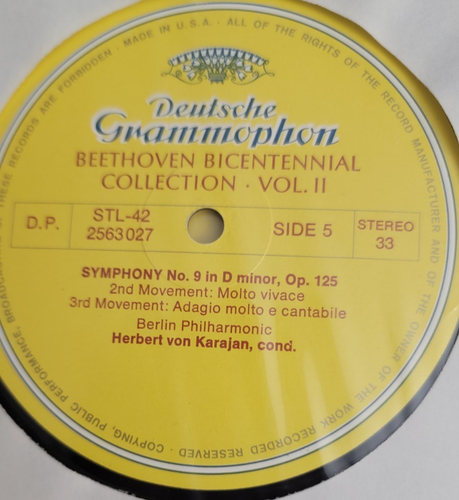 MADE IN U.S.A. · ALL OF THE RIGHTS OF THE RECORD MANUFACTURER AND OF THE OWNER OF THE WORK RECORDED RESERVED · COPYING, PUBLIC PERFORMANCE, THESE RECORDS ARE FORBIDDEN ·
Deutsche
Grammophon
BEETHOVEN BICENTENNIAL
COLLECTION · VOL. II
D.P.
STL-42
2563027
SIDE 5
STEREO
33
SYMPHONY No. 9 in D minor, Op. 125
2nd Movement: Molto vivace
3rd Movement: Adagio molto e cantabile
Berlin Philharmonic
Herbert von Karajan, cond.